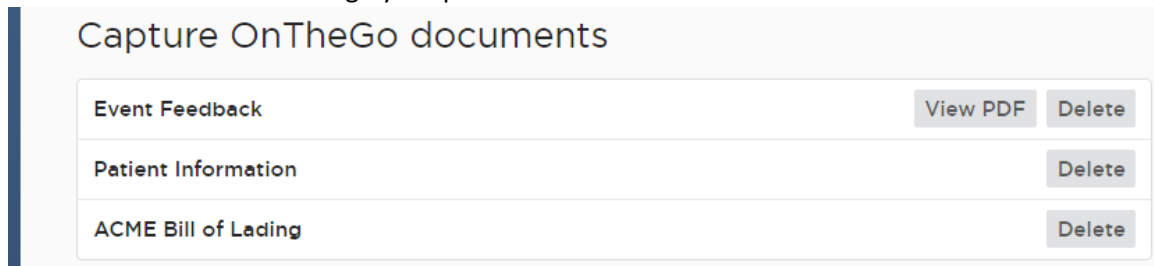 Capture OnTheGo documents
Event Feedback View PDF Delete
Patient Information Delete
ACME Bill of Lading Delete